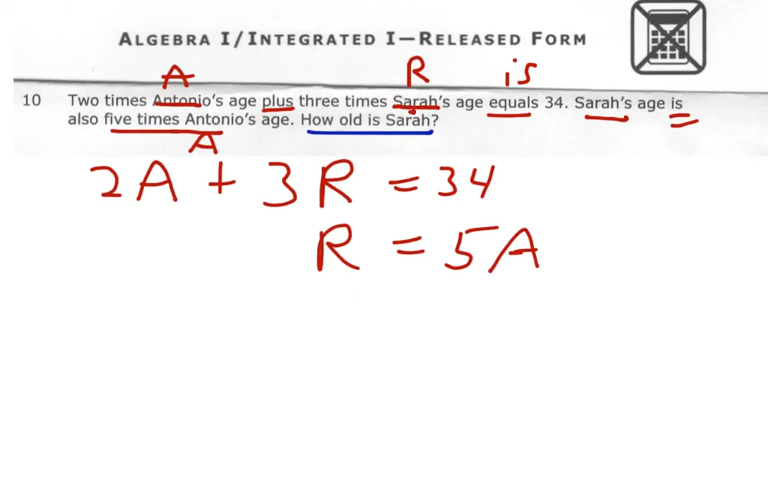 ALGEBRA I/INTEGRATED I—RELEASED FORM
A R is
10 Two times Antonio's age plus three times Sarah's age equals 34. Sarah's age is
also five times Antonio's age. How old is Sarah?
A
2A + 3R = 34
R = 5A